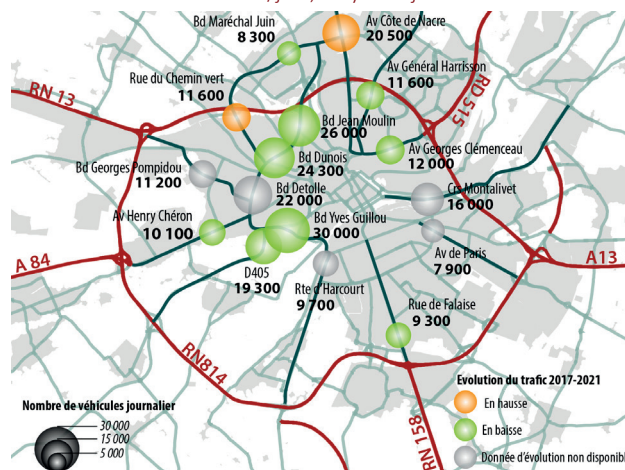 Bd Maréchal Juin
8 300
Av Côte de Nacre
20 500
Rue du Chemin vert
11 600
Av Général Harrisson
11 600
RN 13
RD 515
Bd Jean Moulin
26 000
Bd Dunois
24 300
Av Georges Clémenceau
12 000
Bd Georges Pompidou
11 200
Bd Detolle
22 000
Crs Montalivet
16 000
Av Henry Chéron
10 100
Bd Yves Guillou
30 000
A 84
D405
19 300
Av de Paris
7 900
A13
Rte d'Harcourt
9 700
Rue de Falaise
9 300
RN814
RN 158
Evolution du trafic 2017-2021
En hausse
En baisse
Donnée d'évolution non disponible
Nombre de véhicules journalier
30 000
15 000
5 000